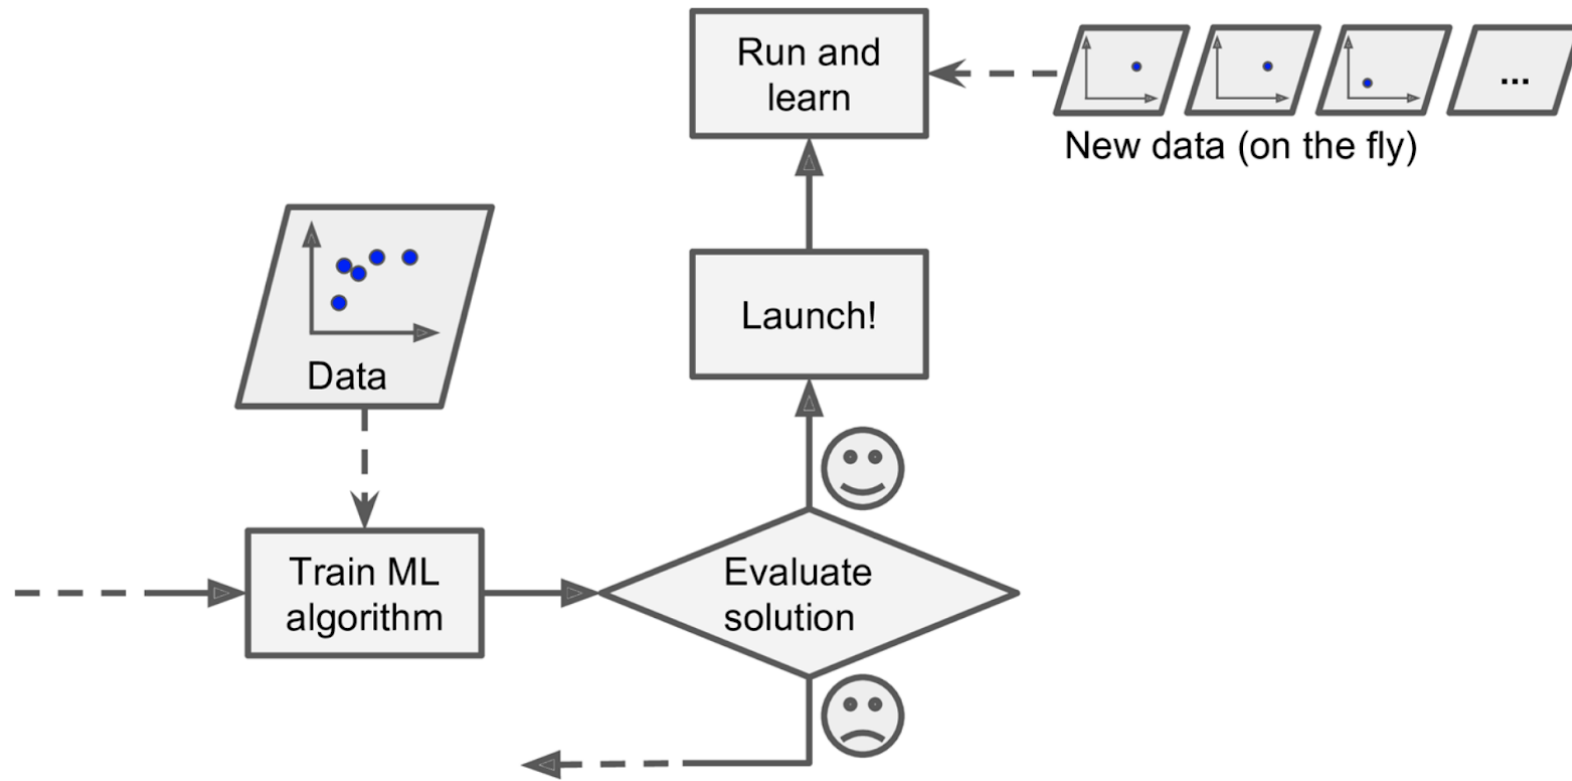 Run and
learn
...
New data (on the fly)
Launch!
Data
Train ML
algorithm
Evaluate
solution